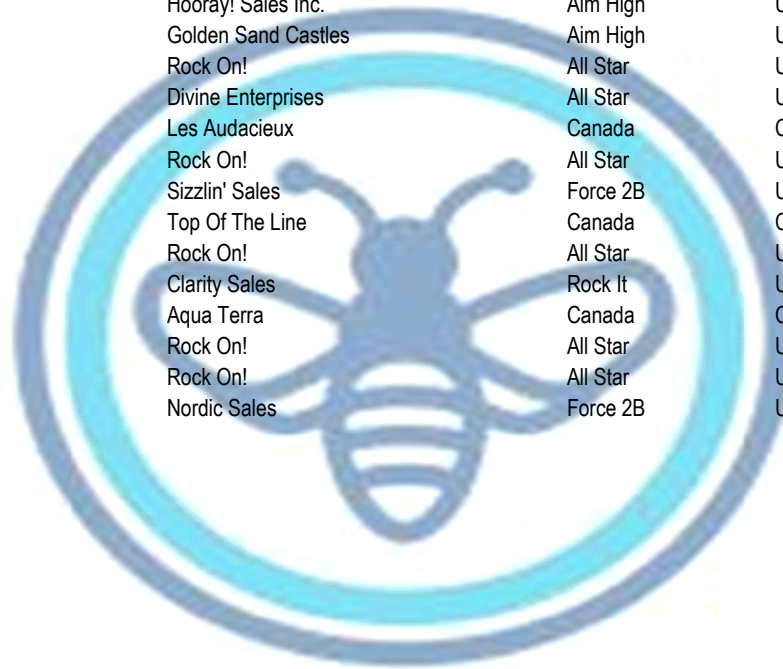 Hooray! Sales Inc. Aim High
Golden Sand Castles Aim High
Rock On! All Star
Divine Enterprises All Star
Les Audacieux Canada
Rock On! All Star
Sizzlin' Sales Force 2B
Top Of The Line Canada
Rock On! All Star
Clarity Sales Rock It
Aqua Terra Canada
Rock On! All Star
Rock On! All Star
Nordic Sales Force 2B